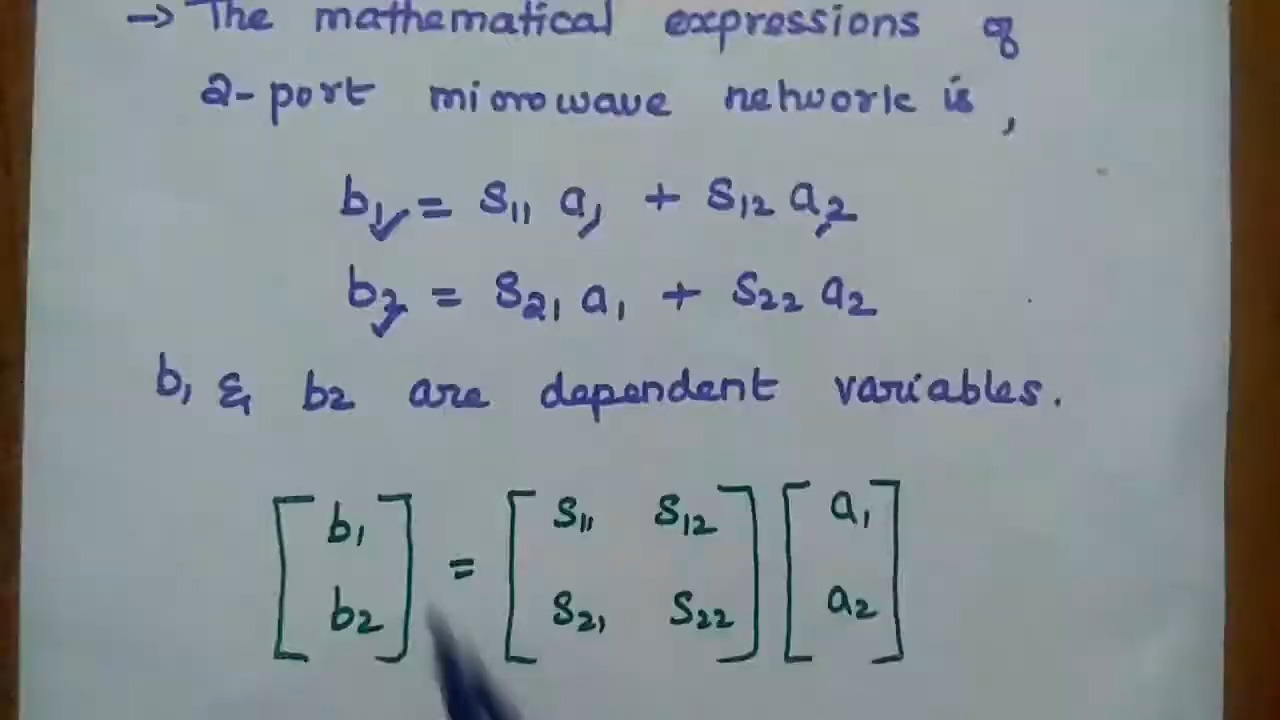 → The mathematical expressions of
2-port microwave network is,
b₁ = S₁₁ a₁ + S₁₂ a₂
b₂ = S₂₁ a₁ + S₂₂ a₂
b₁ & b₂ are dependent variables.
[b₁ b₂] = [S₁₁ S₁₂ S₂₁ S₂₂] [a₁ a₂]